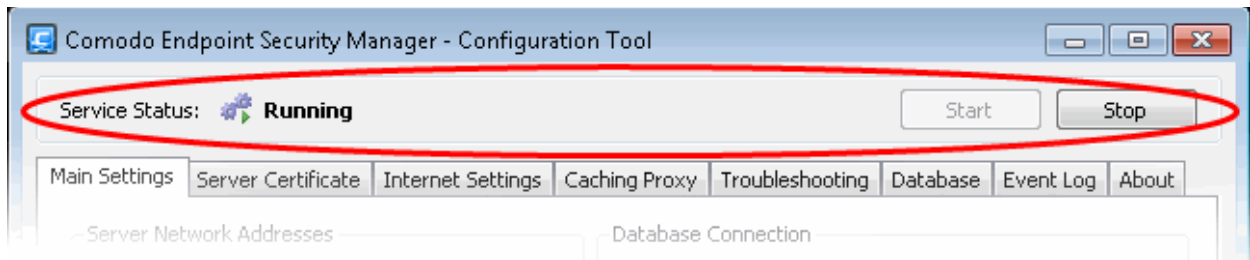 Comodo Endpoint Security Manager - Configuration Tool
Service Status: Running Start Stop
Main Settings Server Certificate Internet Settings Caching Proxy Troubleshooting Database Event Log About
Server Network Addresses Database Connection